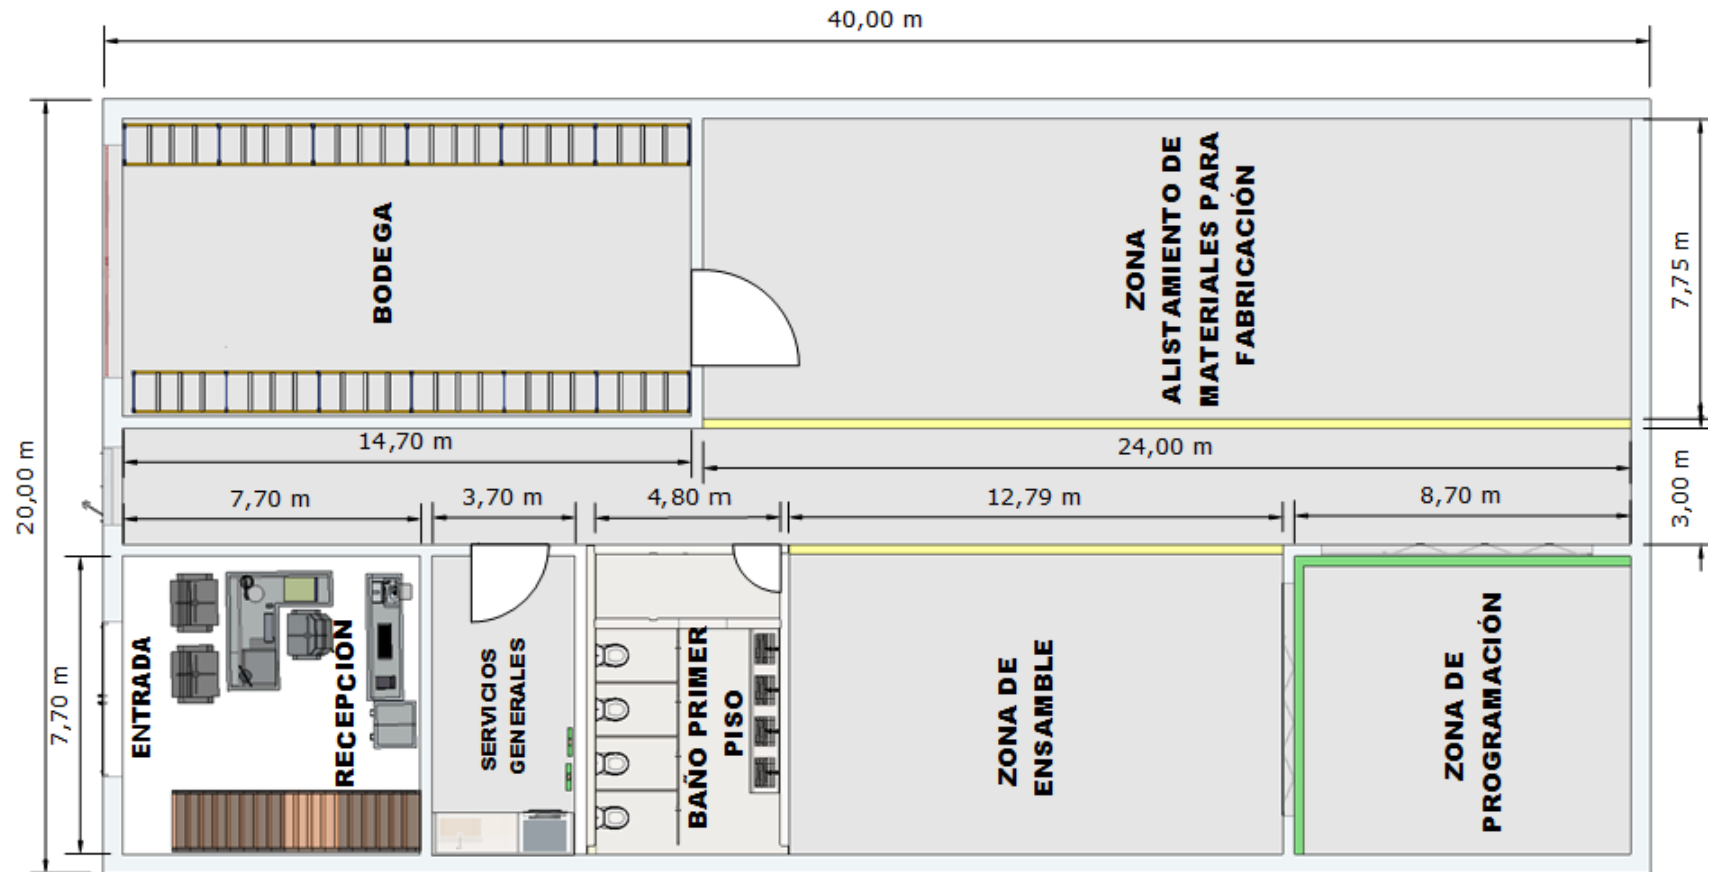 40,00 m
20,00 m
BODEGA
ZONA
ALISTAMIENTO DE
MATERIALES PARA
FABRICACIÓN
7,75 m
14,70 m
24,00 m
3,00 m
7,70 m
3,70 m
4,80 m
12,79 m
8,70 m
7,70 m
ENTRADA
RECEPCIÓN
SERVICIOS
GENERALES
BAÑO PRIMER
PISO
ZONA DE
ENSAMBLE
ZONA DE
PROGRAMACIÓN